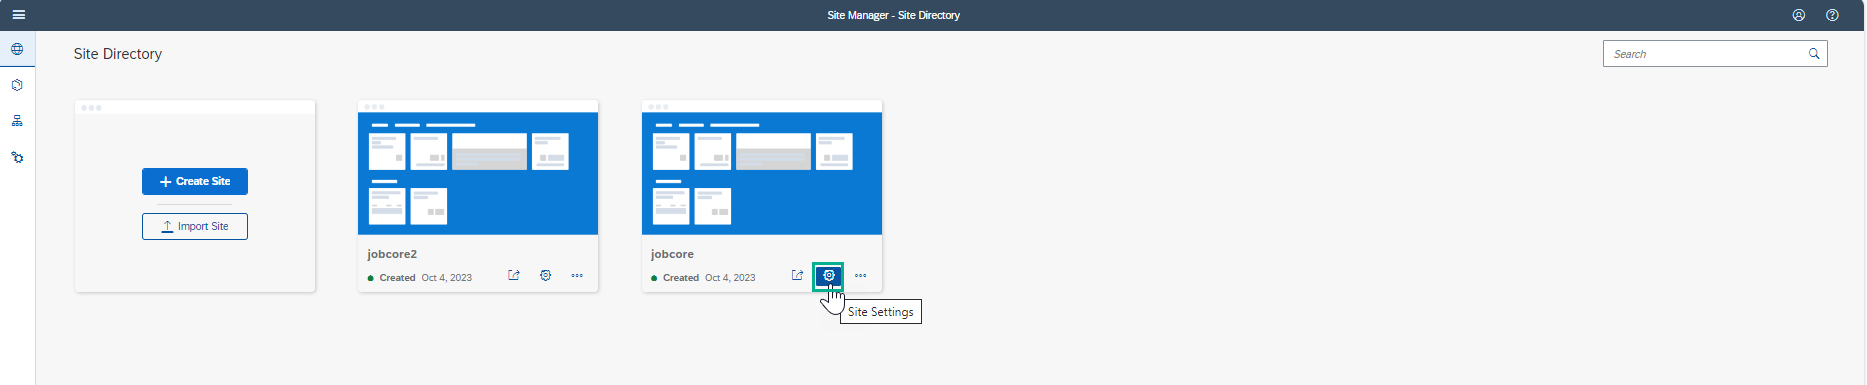 Site Manager - Site Directory
Site Directory
Search
Create Site
Import Site
jobcore2
Created Oct 4, 2023
jobcore
Created Oct 4, 2023
Site Settings